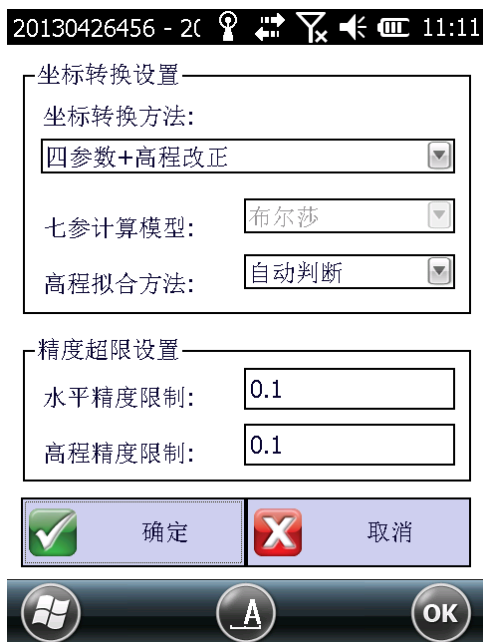 20130426456 - 2( 11:11
坐标转换设置
坐标转换方法:
四参数+高程改正
七参计算模型: 布尔莎
高程拟合方法: 自动判断
精度超限设置
水平精度限制: 0.1
高程精度限制: 0.1
确定 取消
A OK